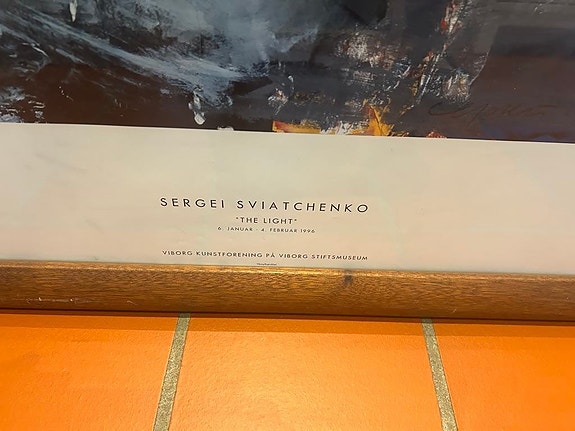 SERGEI SVIATCHENKO
"THE LIGHT"
6. JANUAR - 4. FEBRUAR 1996
VIBORG KUNSTFORENING PÅ VIBORG STIFTSMUSEUM